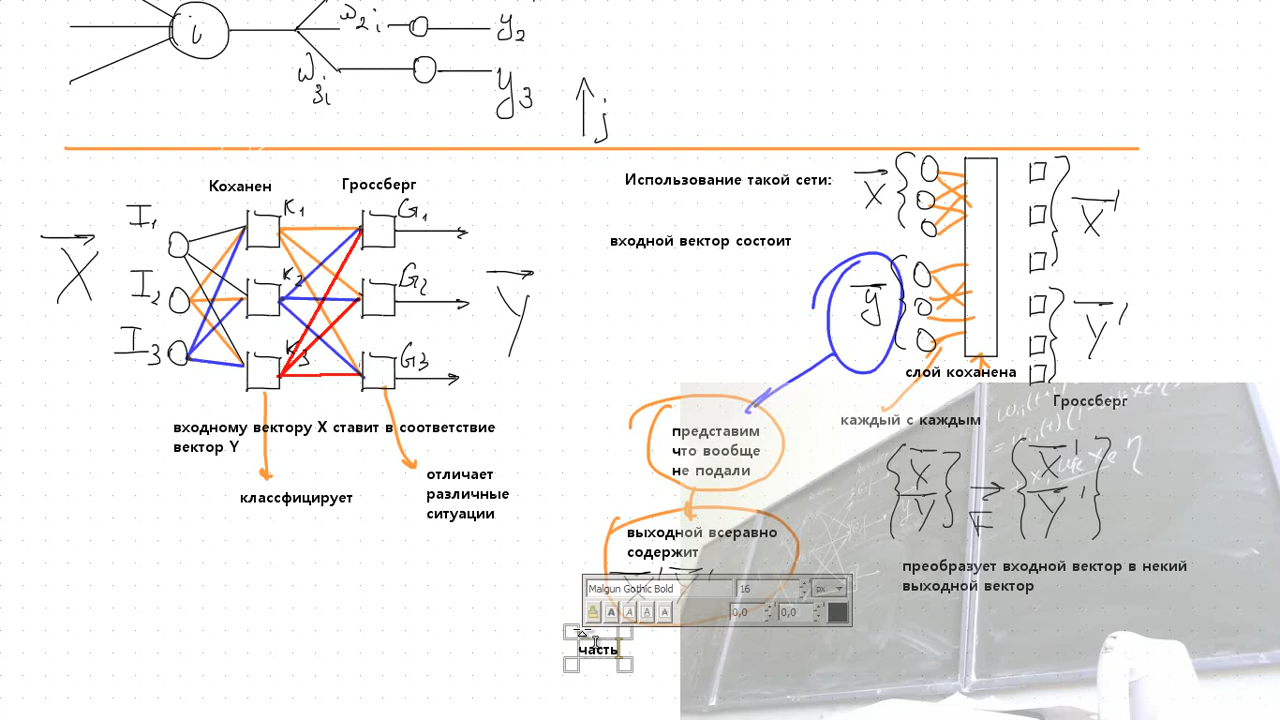 i
ω₂ᵢ
y₂
ω₃ᵢ
y₃
j
Коханен
Гроссберг
X
I₁
I₂
I₃
K₁
K₂
K₃
G₁
G₂
G₃
Y
входному вектору X ставит в соответствие
вектор Y
классфицирует
отличает
различные
ситуации
Использование такой сети:
входной вектор состоит
X
y
X'
Y'
слой коханена
Гроссберг
каждый с каждым
представим
что вообще
не подали
выходной всеравно
содержит
X
Y
F
X'
Y'
преобразует входной вектор в некий
выходной вектор
Malgun Gothic Bold
16
px
A A A A
0,0
0,0
часть